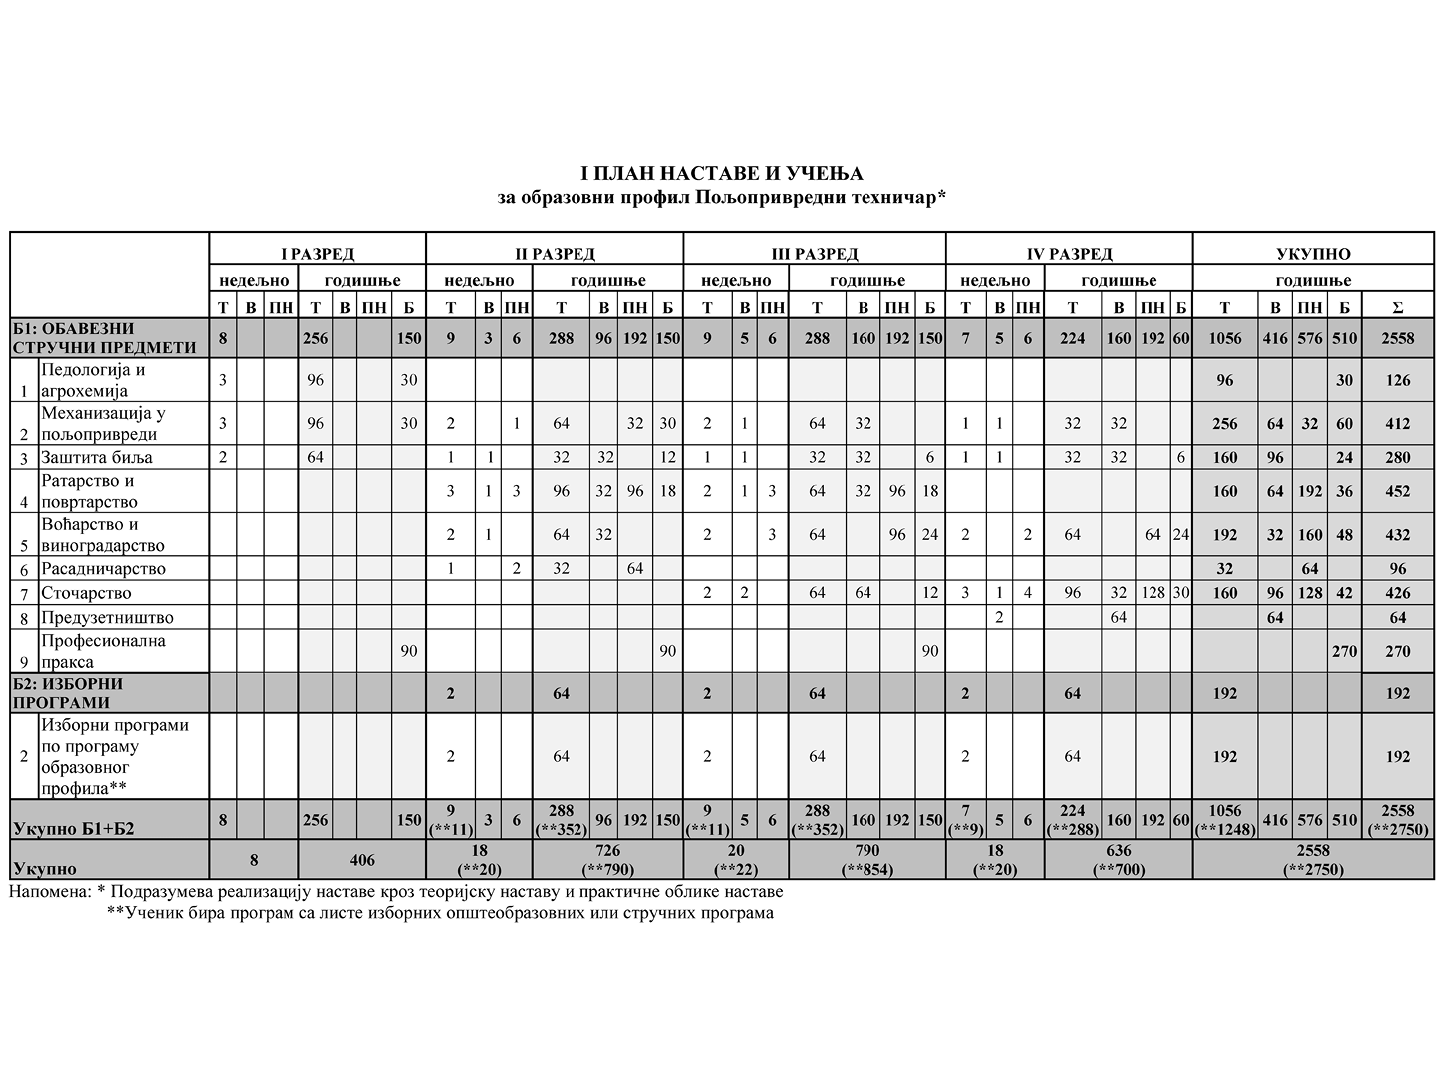 I ПЛАН НАСТАВЕ И УЧЕЊА
за образовни профил Пољопривредни техничар*
I РАЗРЕД II РАЗРЕД III РАЗРЕД IV РАЗРЕД УКУПНО
недељно годишње недељно годишње недељно годишње недељно годишње годишње
Т В ПН Т В ПН Б Т В ПН Т В ПН Б Т В ПН Т В ПН Б Т В ПН Т В ПН Б Т В ПН Б Σ
Б1: ОБАВЕЗНИ
СТРУЧНИ ПРЕДМЕТИ 8 256 150 9 3 6 288 96 192 150 9 5 6 288 160 192 150 7 5 6 224 160 192 60 1056 416 576 510 2558
Педологија и
1 агрохемија 3 96 30 96 30 126
Механизација у
2 пољопривреди 3 96 30 2 1 64 32 30 2 1 64 32 1 1 32 32 256 64 32 60 412
3 Заштита биља 2 64 1 1 32 32 12 1 1 32 32 6 1 1 32 32 6 160 96 24 280
Ратарство и
4 повртарство 3 1 3 96 32 96 18 2 1 3 64 32 96 18 160 64 192 36 452
Воћарство и
5 виноградарство 2 1 64 32 2 3 64 96 24 2 2 64 64 24 192 32 160 48 432
6 Расадничарство 1 2 32 64 32 64 96
7 Сточарство 2 2 64 64 12 3 1 4 96 32 128 30 160 96 128 42 426
8 Предузетништво 2 64 64 64
Професионална
9 пракса 90 90 90 270 270
Б2: ИЗБОРНИ
ПРОГРАМИ 2 64 2 64 2 64 192 192
Изборни програми
2 по програму 2 64 2 64 2 64 192 192
образовног
профила**
9 288 9 288 7 224 1056 2558
Укупно Б1+Б2 8 256 150 (**11) 3 6 (**352) 96 192 150 (**11) 5 6 (**352) 160 192 150 (**9) 5 6 (**288) 160 192 60 (**1248) 416 576 510 (**2750)
18 726 20 790 18 636 2558
Укупно 8 406 (**20) (**790) (**22) (**854) (**20) (**700) (**2750)
Напомена: * Подразумева реализацију наставе кроз теоријску наставу и практичне облике наставе
**Ученик бира програм са листе изборних општеобразовних или стручних програма